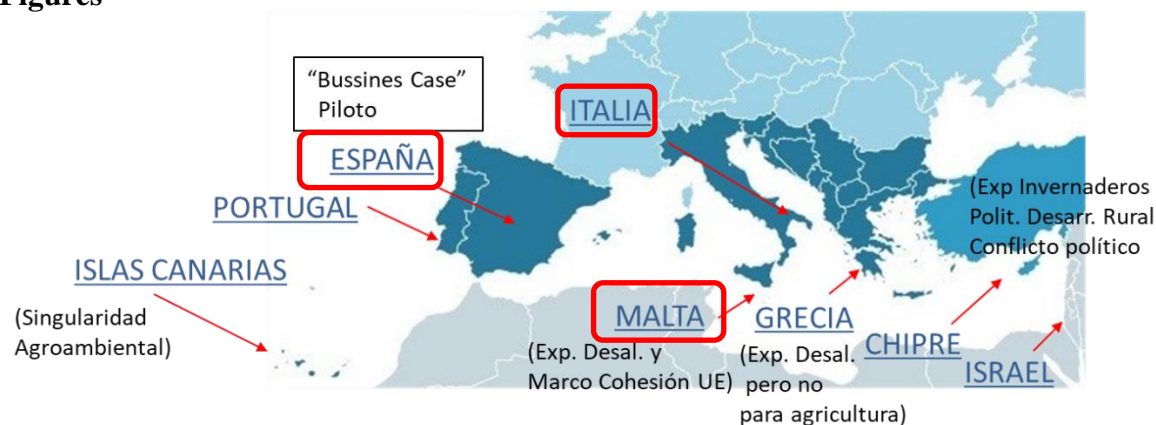 Figures
“Bussines Case”
Piloto
ITALIA
ESPAÑA
PORTUGAL
ISLAS CANARIAS
(Singularidad
Agroambiental)
MALTA
(Exp. Desal. y
Marco Cohesión UE)
GRECIA
(Exp. Desal.
pero no
para agricultura)
(Exp Invernaderos
Polit. Desarr. Rural
Conflicto político
CHIPRE
ISRAEL